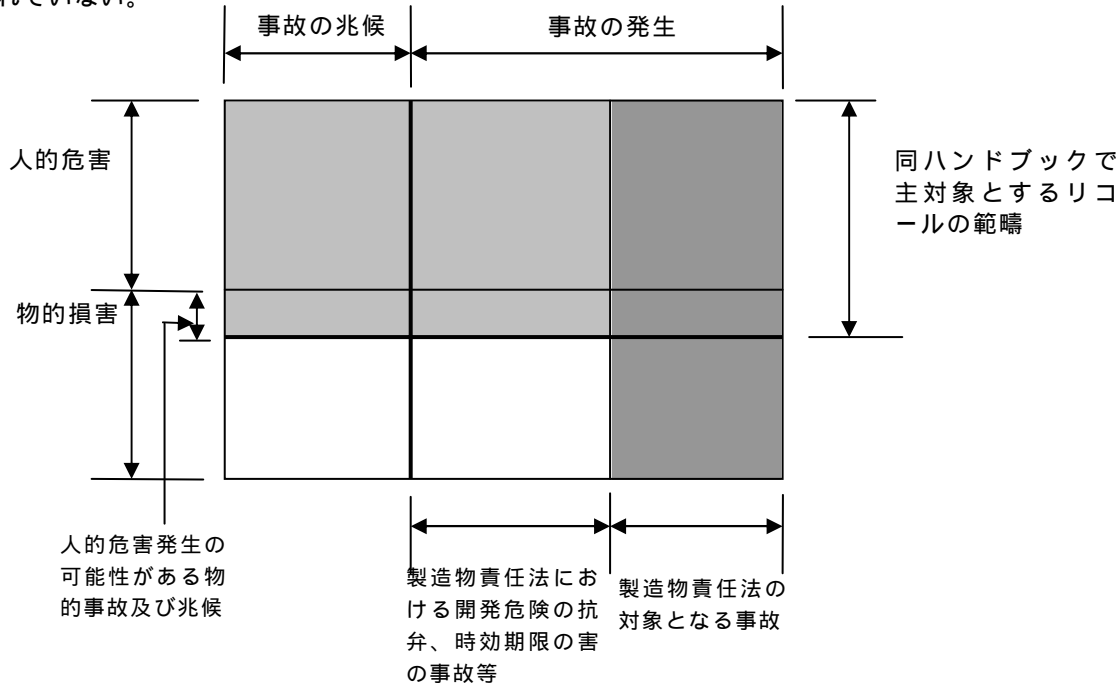 れていない。
事故の兆候
事故の発生
人的危害
同ハンドブックで
主対象とするリコ
ールの範疇
物的損害
人的危害発生の
可能性がある物
的事故及び兆候
製造物責任法にお
ける開発危険の抗
弁、時効期限の害
の事故等
製造物責任法の
対象となる事故